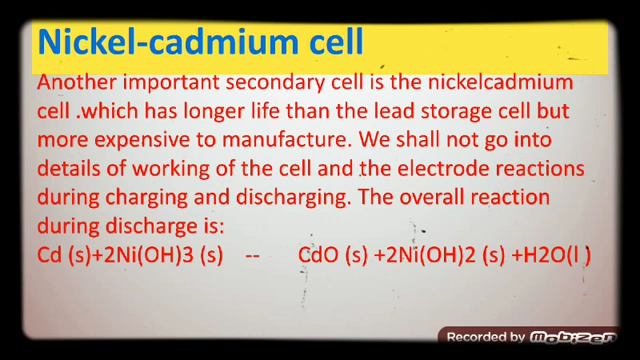 Nickel-cadmium cell
Another important secondary cell is the nickelcadmium
cell .which has longer life than the lead storage cell but
more expensive to manufacture. We shall not go into
details of working of the cell and the electrode reactions
during charging and discharging. The overall reaction
during discharge is:
Cd (s)+2Ni(OH)3 (s) -- CdO (s) +2Ni(OH)2 (s) +H2O(l )
Recorded by Mobizen